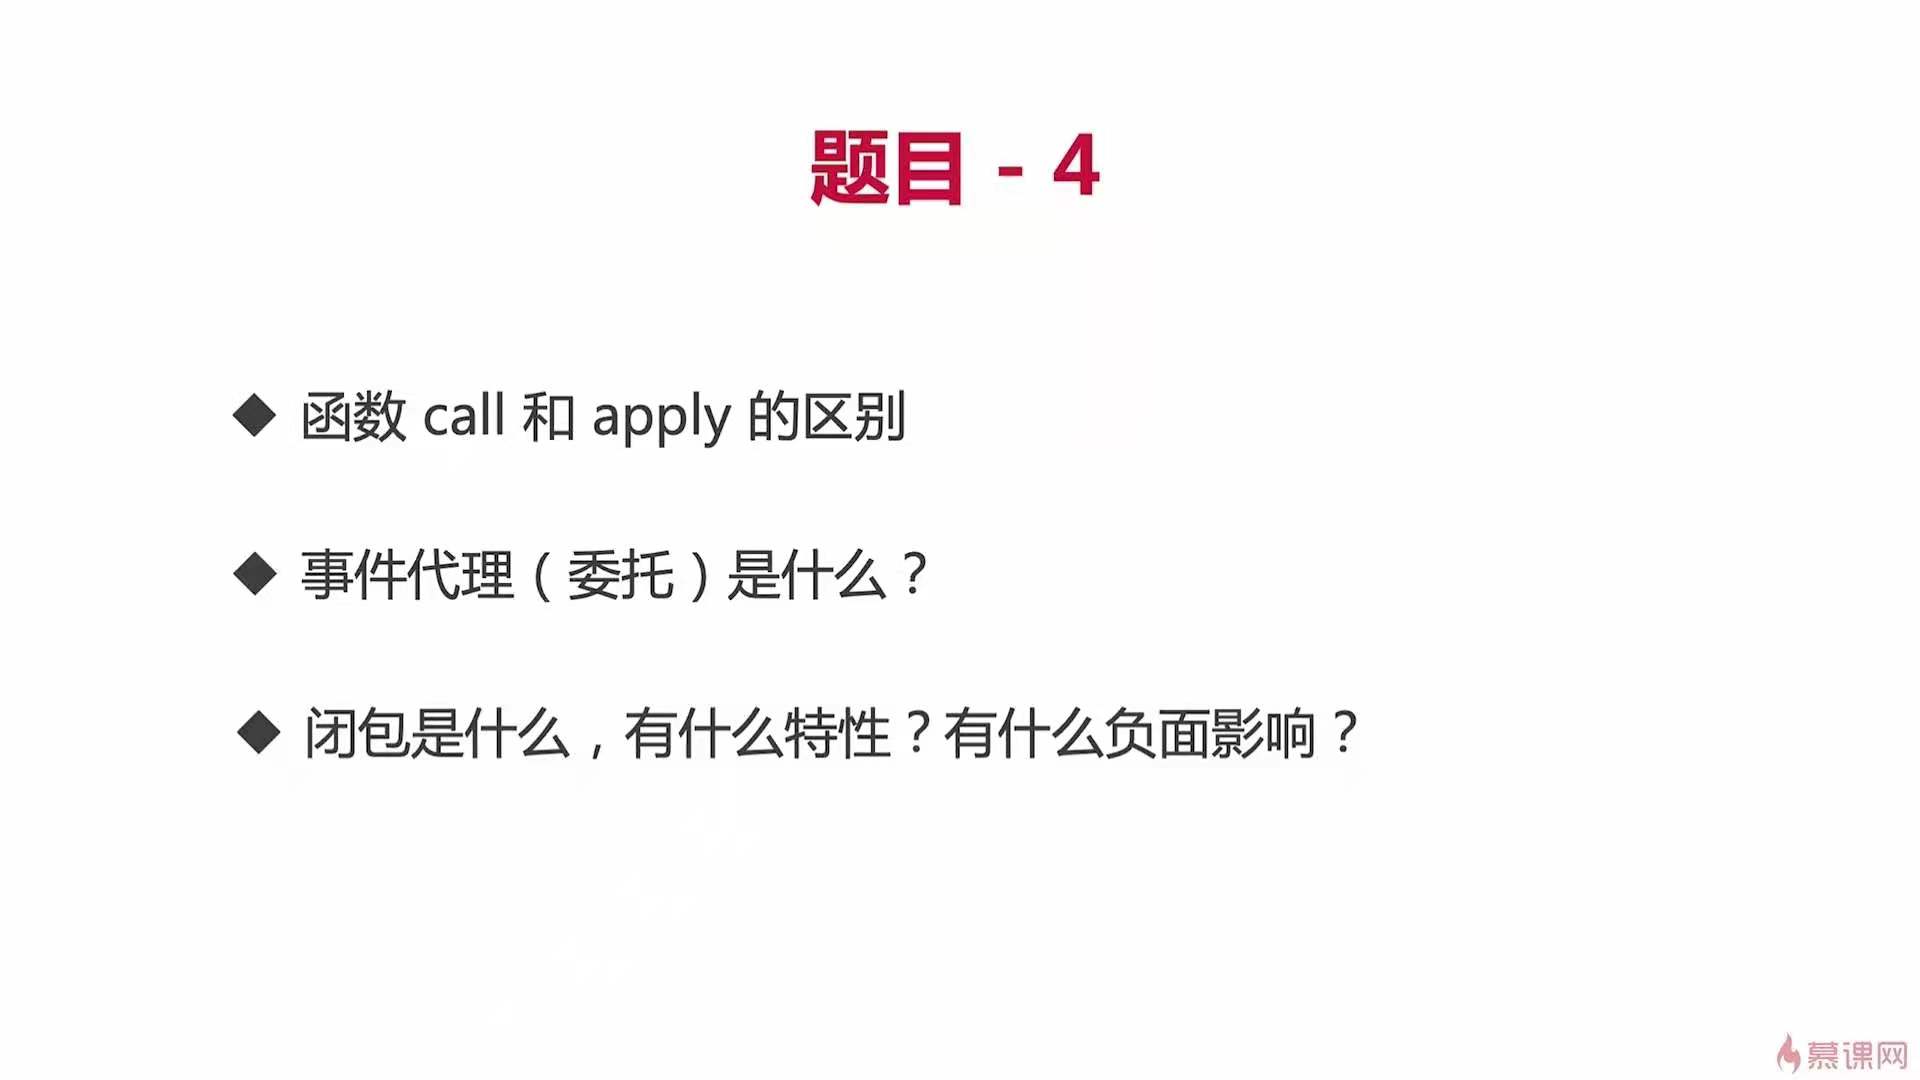 题目 - 4
◆ 函数 call 和 apply 的区别
◆ 事件代理（委托）是什么？
◆ 闭包是什么，有什么特性？有什么负面影响？
慕课网